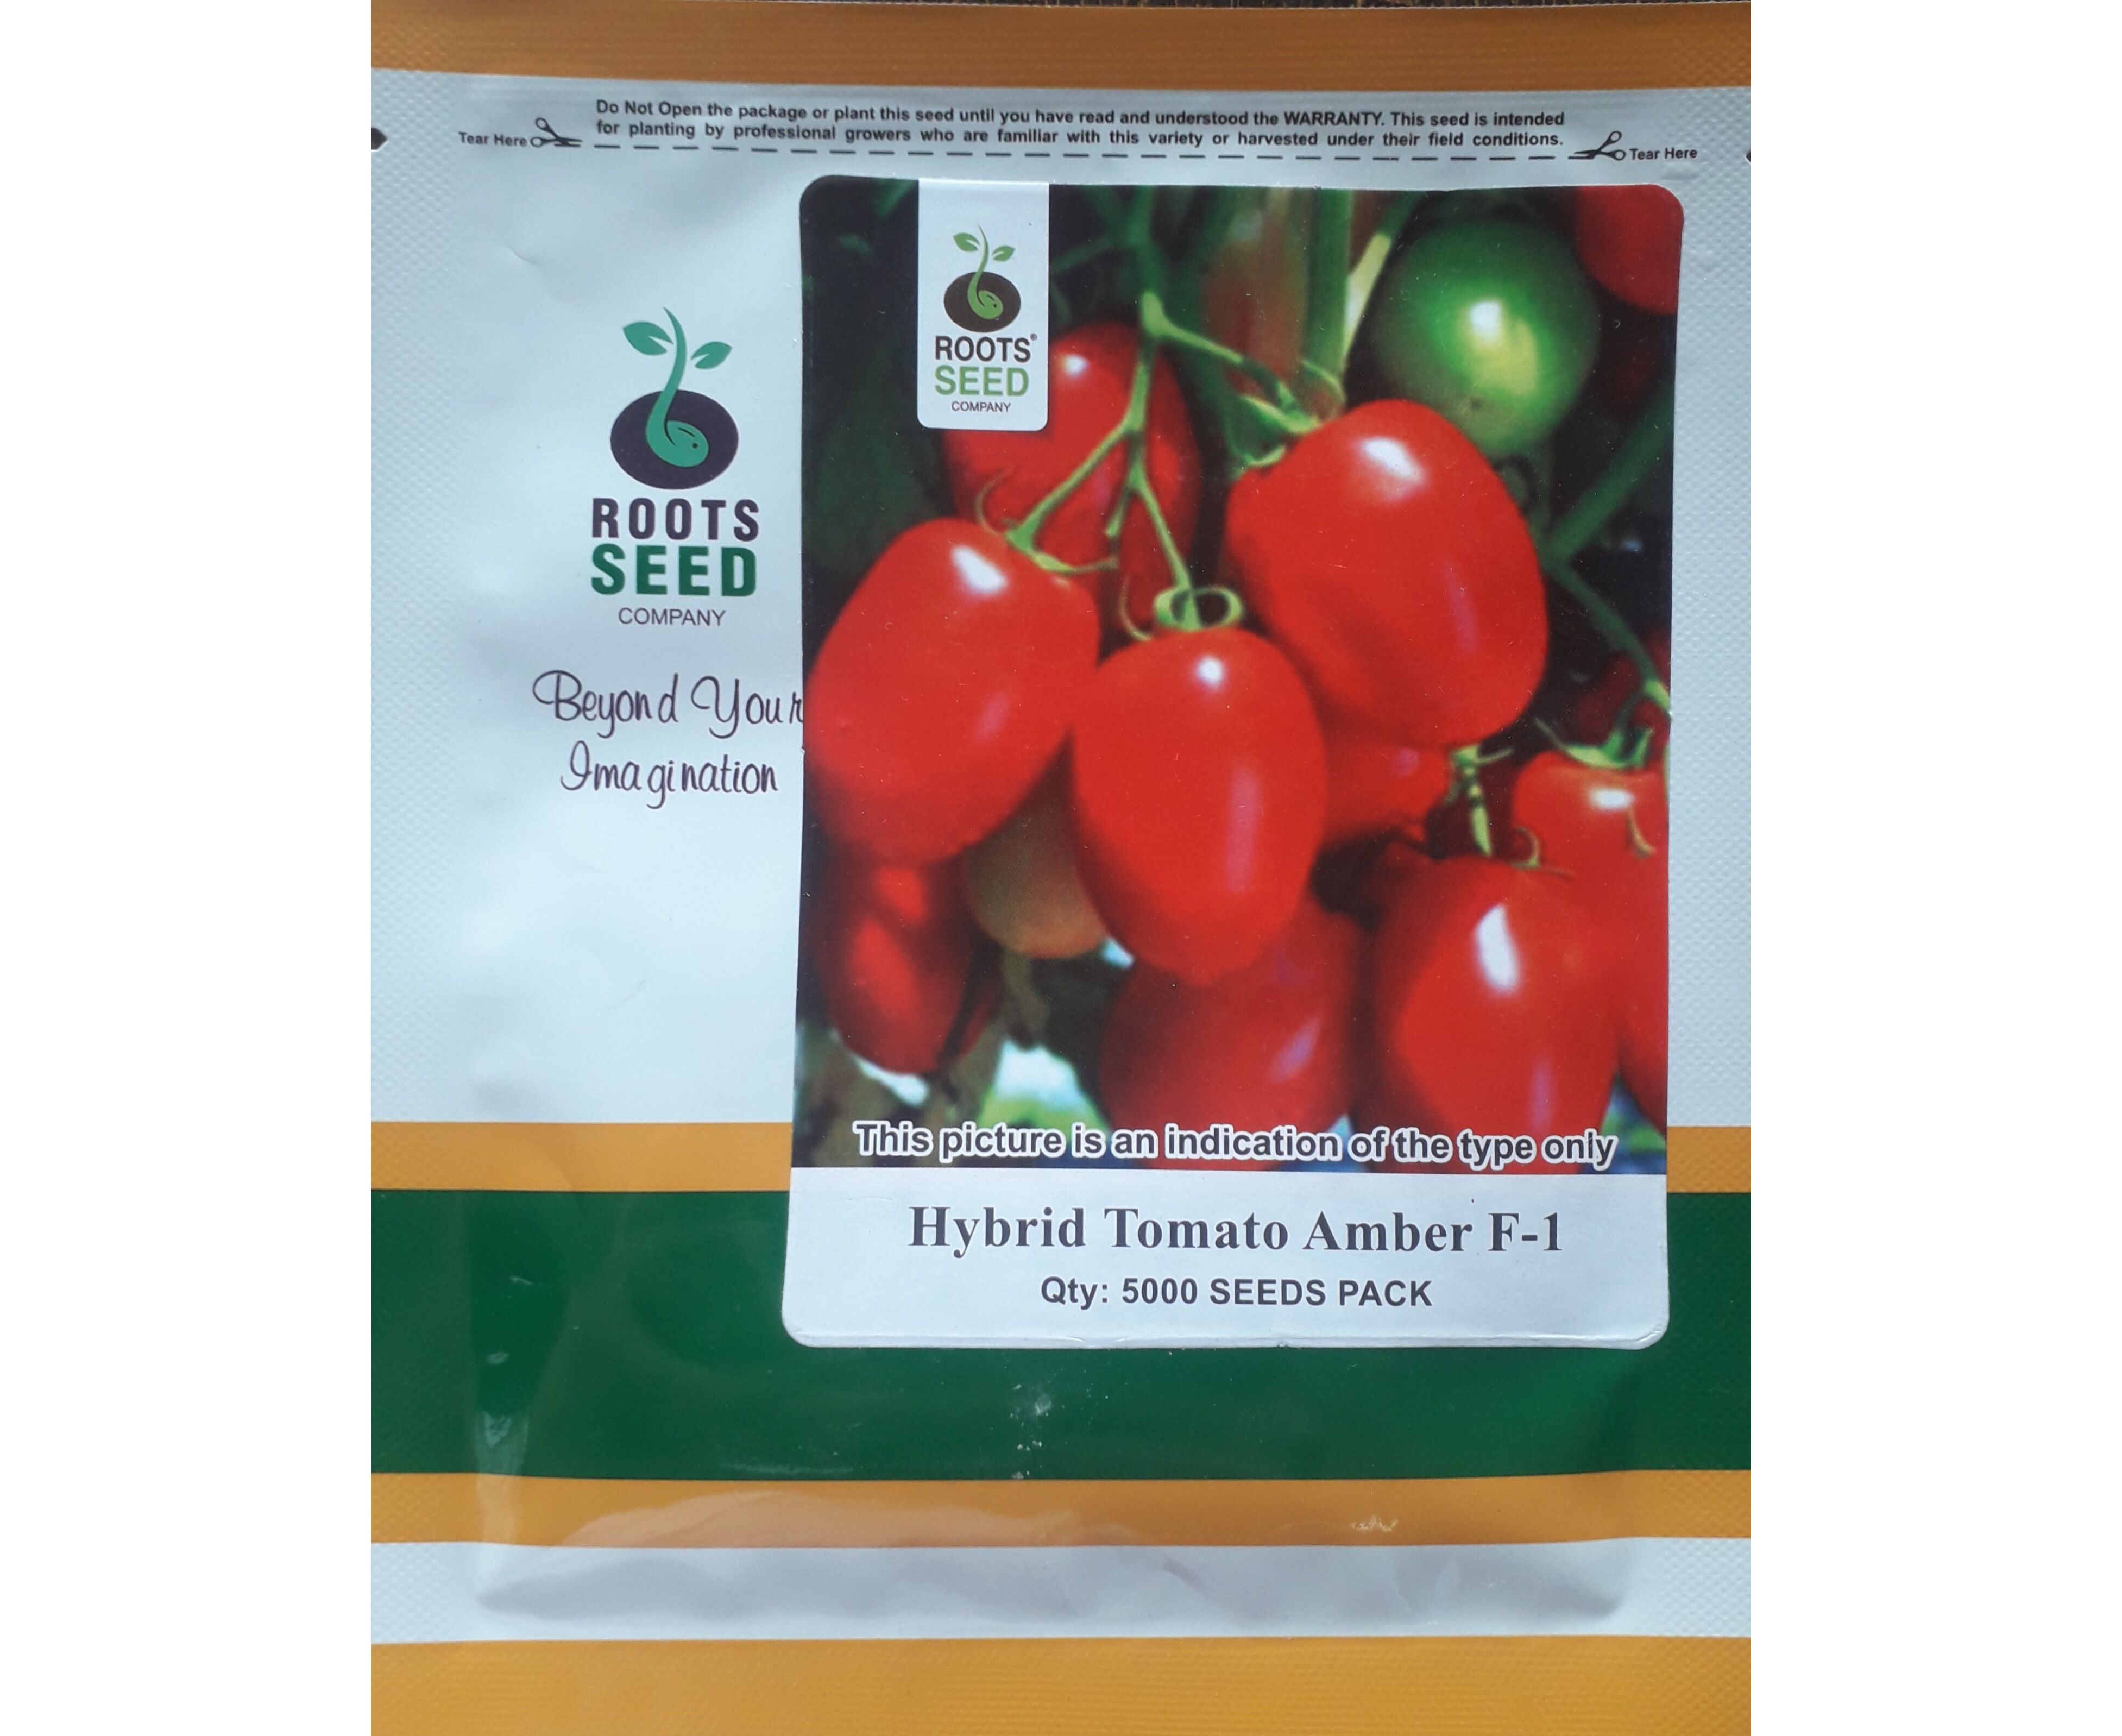 Do Not Open the package or plant this seed until you have read and understood the WARRANTY. This seed is intended
for planting by professional growers who are familiar with this variety or harvested under their field conditions.
Tear Here
Tear Here
ROOTS®
SEED
COMPANY
ROOTS
SEED
COMPANY
Beyond Your
Imagination
This picture is an indication of the type only
Hybrid Tomato Amber F-1
Qty: 5000 SEEDS PACK